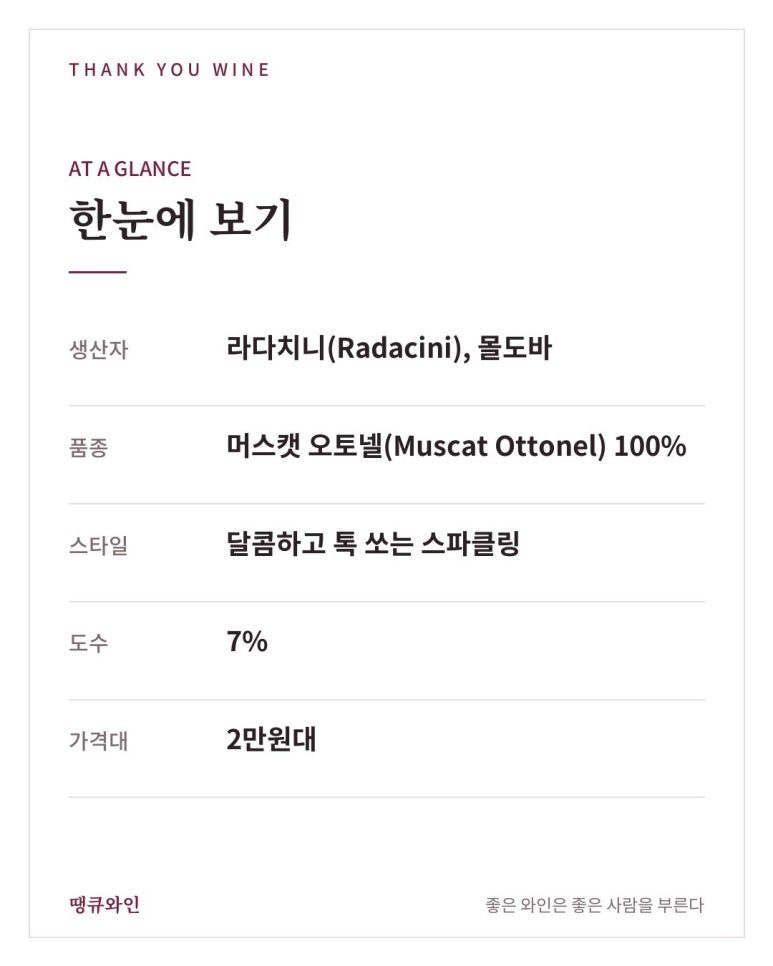 THANK YOU WINE
AT A GLANCE
한눈에 보기
생산자 라다치니(Radacini), 몰도바
품종 머스캣 오토넬(Muscat Ottonel) 100%
스타일 달콤하고 톡 쏘는 스파클링
도수 7%
가격대 2만원대
땡큐와인 좋은 와인은 좋은 사람을 부른다